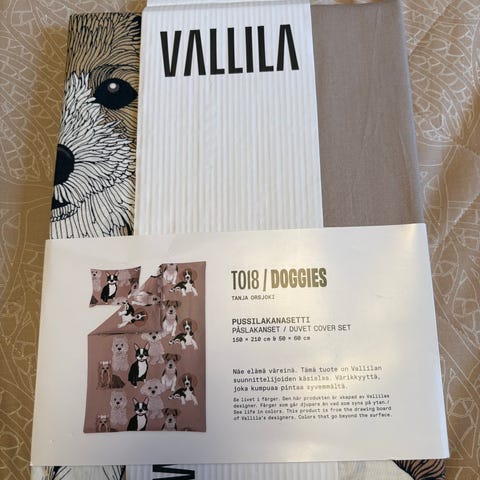 VALLILA
TO18 / DOGGIES
TANJA ORSJOKI
PUSSILAKANASETTI
PÅSLAKANSET / DUVET COVER SET
150 × 210 cm & 50 × 60 cm
Näe elämä väreinä. Tämä tuote on Vallilan
suunnittelijoiden käsialaa. Värikkyyttä,
joka kumpuaa pintaa syvemmältä.
Se livet i färger. Den här produkten är skapad av Vallilas
designer. Färger som går djupare än vad som syns på ytan./
See life in colors. This product is from the drawing board
of Vallila's designers. Colors that go beyond the surface.